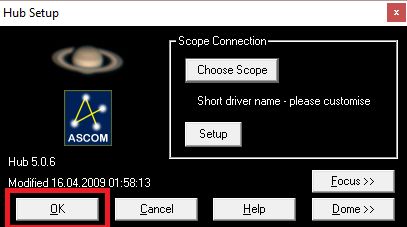 Hub Setup
x
Scope Connection
Choose Scope
Short driver name - please customise
ASCOM
Setup
Hub 5.0.6
Modified 16.04.2009 01:58:13
Focus >>
OK
Cancel
Help
Dome >>